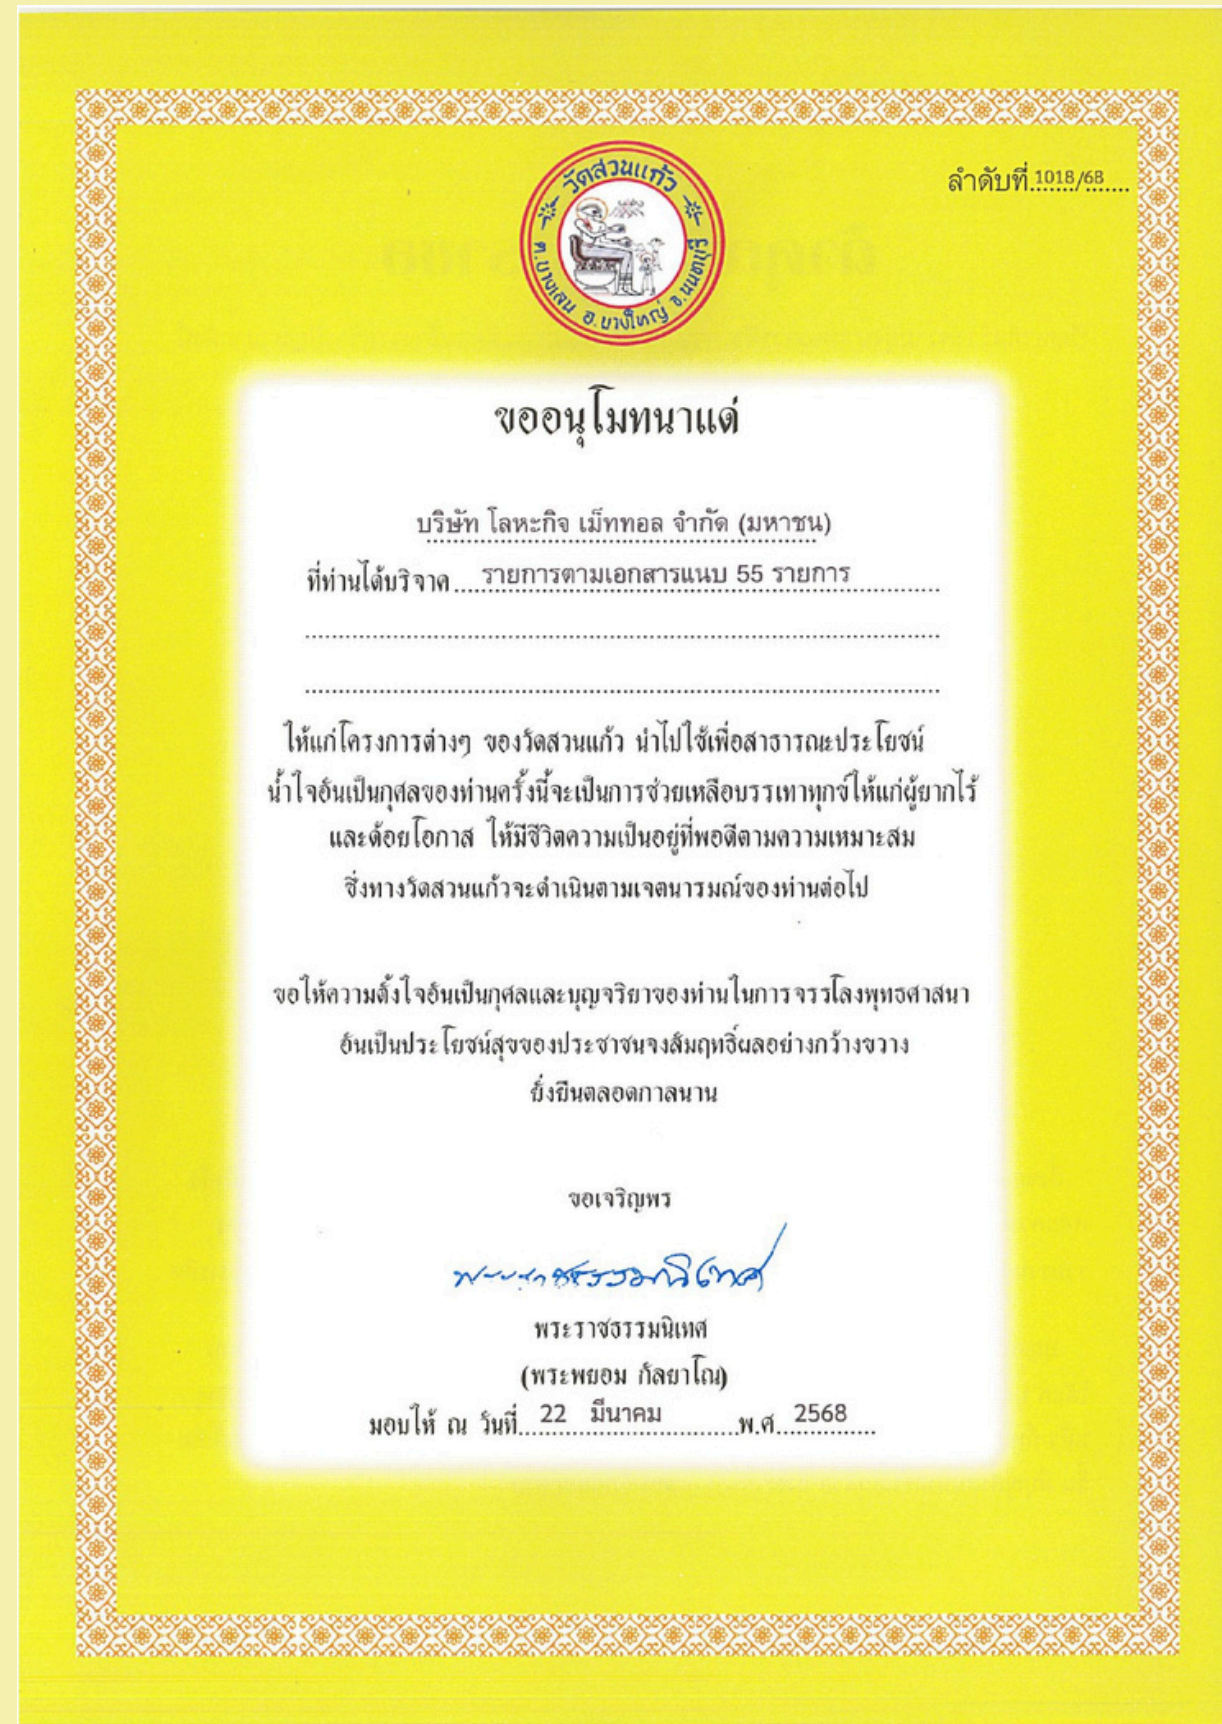 วัดสวนแก้ว
ต.บางเลน อ.บางใหญ่ จ.นนทบุรี
ลำดับที่ 1018/68
ขออนุโมทนาแด่
บริษัท โลหะกิจ เม็ททอล จำกัด (มหาชน)
ที่ท่านได้บริจาค รายการตามเอกสารแนบ 55 รายการ
ให้แก่โครงการต่างๆ ของวัดสวนแก้ว นำไปใช้เพื่อสาธารณะประโยชน์
น้ำใจอันเป็นกุศลของท่านครั้งนี้จะเป็นการช่วยเหลือบรรเทาทุกข์ให้แก่ผู้ยากไร้
และด้อยโอกาส ให้มีชีวิตความเป็นอยู่ที่พอดีตามความเหมาะสม
ซึ่งทางวัดสวนแก้วจะดำเนินตามเจตนารมณ์ของท่านต่อไป
ขอให้ความตั้งใจอันเป็นกุศลและบุญจริยาของท่านในการจรรโลงพุทธศาสนา
อันเป็นประโยชน์สุขของประชาชนจงสัมฤทธิ์ผลอย่างกว้างขวาง
ยั่งยืนตลอดกาลนาน
ขอเจริญพร
พระราชธรรมนิเทศ
พระราชธรรมนิเทศ
(พระพยอม กัลยาโณ)
มอบให้ ณ วันที่ 22 มีนาคม พ.ศ. 2568